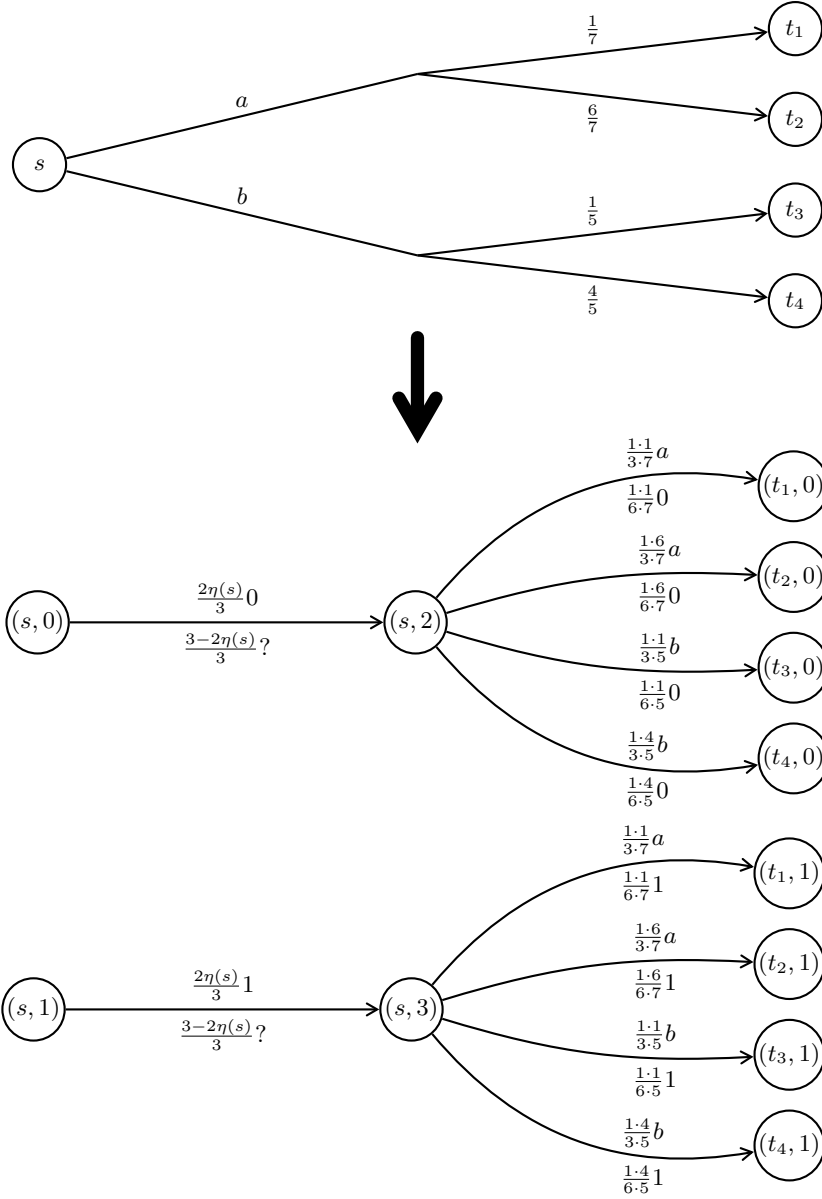 1/7
t₁
a
6/7
t₂
s
b
1/5
t₃
4/5
t₄
1·1/3·7 a
(t₁, 0)
1·1/6·7 0
1·6/3·7 a
(t₂, 0)
2η(s)/3 0
1·6/6·7 0
(s, 0)
(s, 2)
3−2η(s)/3 ?
1·1/3·5 b
(t₃, 0)
1·1/6·5 0
1·4/3·5 b
(t₄, 0)
1·4/6·5 0
1·1/3·7 a
(t₁, 1)
1·1/6·7 1
1·6/3·7 a
(t₂, 1)
2η(s)/3 1
1·6/6·7 1
(s, 1)
(s, 3)
3−2η(s)/3 ?
1·1/3·5 b
(t₃, 1)
1·1/6·5 1
1·4/3·5 b
(t₄, 1)
1·4/6·5 1